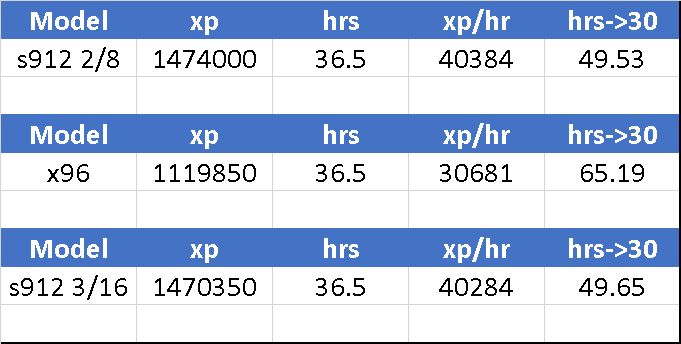 Model xp hrs xp/hr hrs->30
s912 2/8 1474000 36.5 40384 49.53
Model xp hrs xp/hr hrs->30
x96 1119850 36.5 30681 65.19
Model xp hrs xp/hr hrs->30
s912 3/16 1470350 36.5 40284 49.65